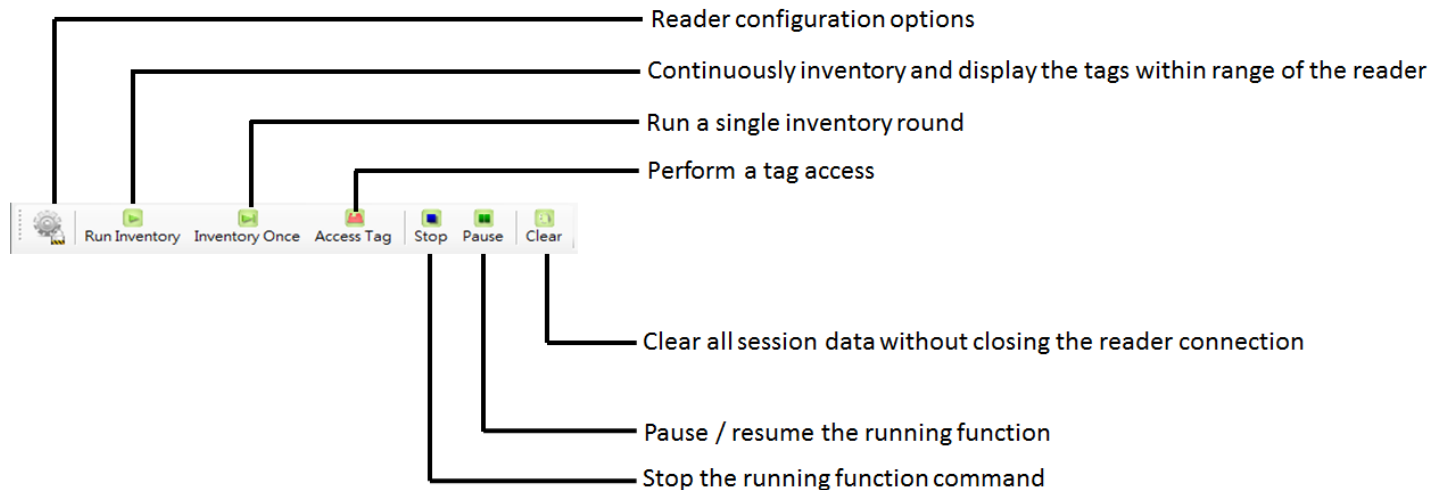 Reader configuration options
Continuously inventory and display the tags within range of the reader
Run a single inventory round
Perform a tag access
Run Inventory Inventory Once Access Tag Stop Pause Clear
Clear all session data without closing the reader connection
Pause / resume the running function
Stop the running function command